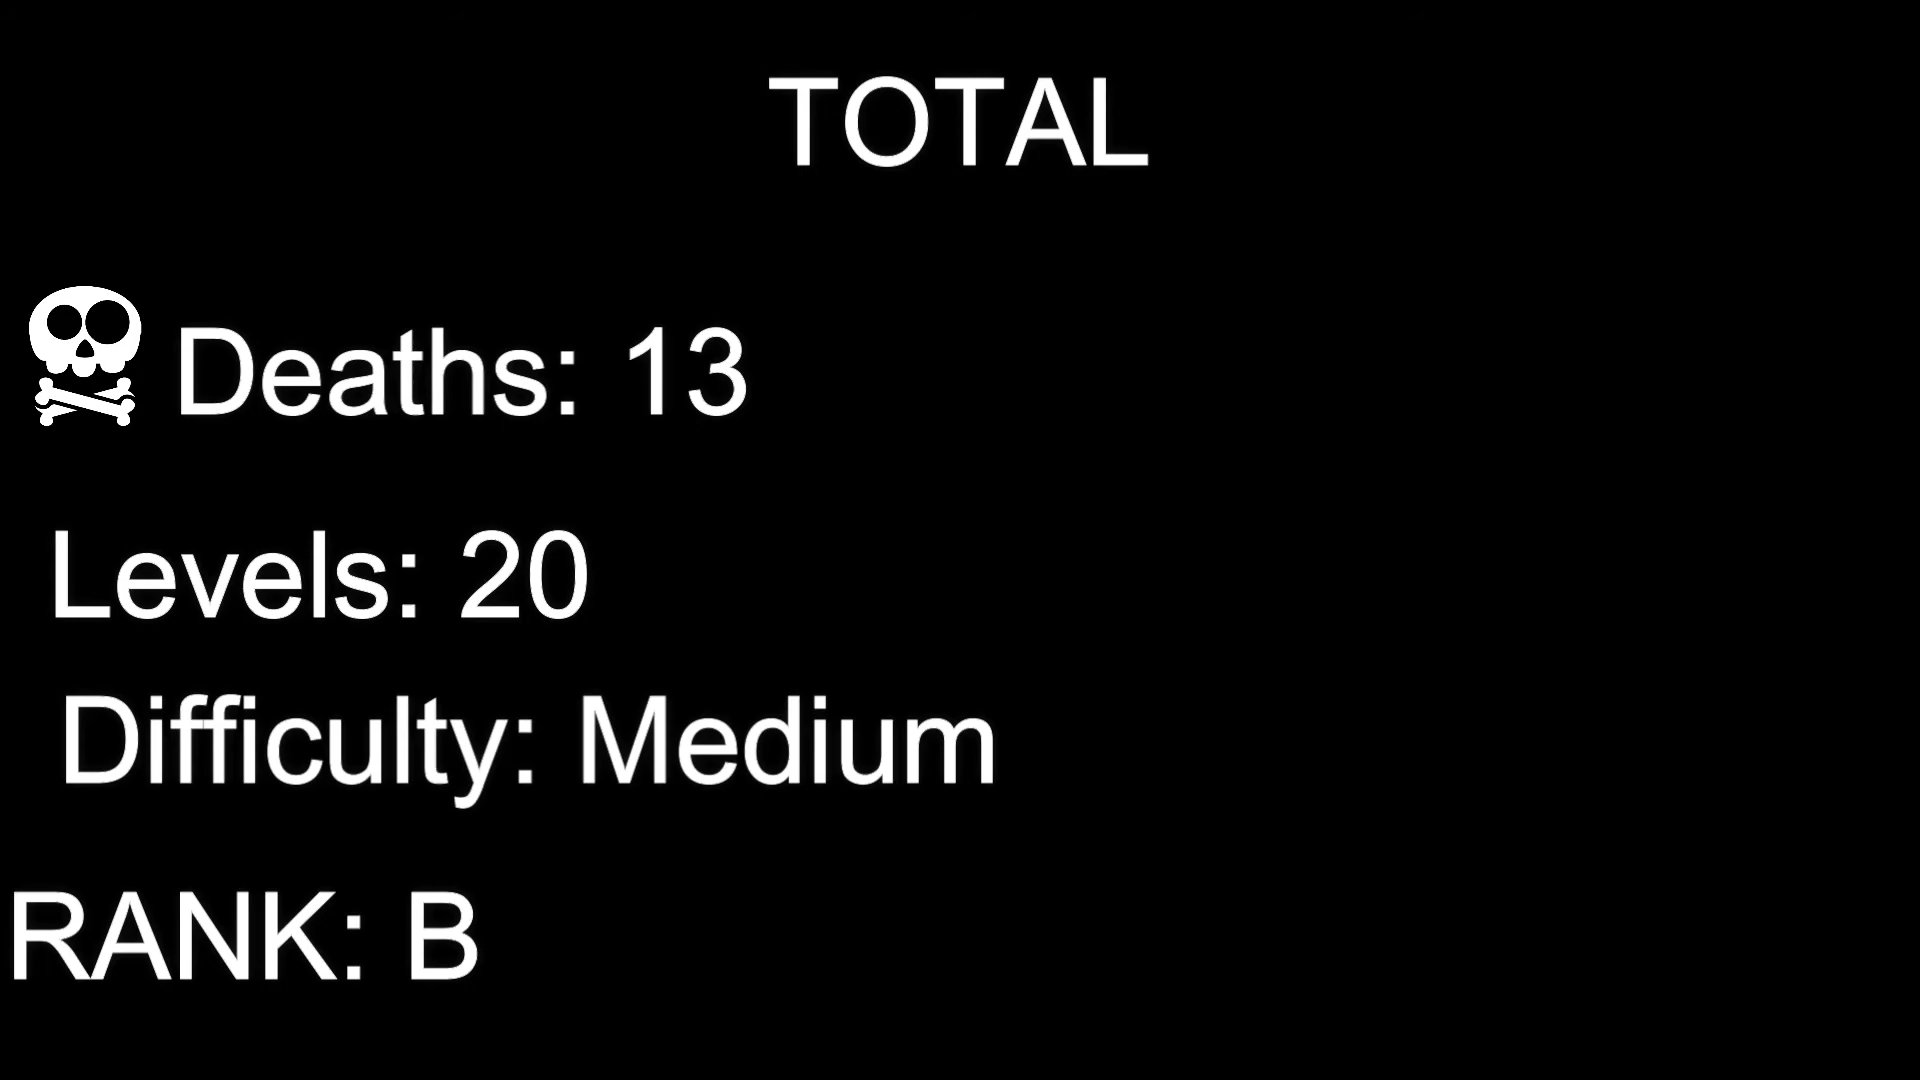 TOTAL
Deaths: 13
Levels: 20
Difficulty: Medium
RANK: B